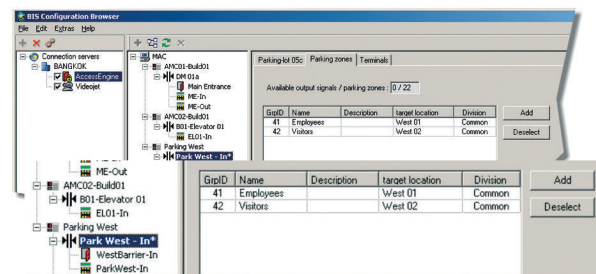 BIS Configuration Browser
File Edit Extras Help
Connection servers
BANGKOK
AccessEngine
Videojet
MAC
AMC01-Build01
DM 01a
Main Entrance
ME-In
ME-Out
AMC02-Build01
B01-Elevator 01
EL01-In
Parking West
Park West - In*
Parking-lot 05c Parking zones Terminals
Available output signals / parking zones : 0 / 22
GrpID Name Description target location Division
41 Employees West 01 Common
42 Visitors West 02 Common
Add
Deselect
ME-Out
AMC02-Build01
B01-Elevator 01
EL01-In
Parking West
Park West - In*
WestBarrier-In
ParkWest-In
GrpID Name Description target location Division
41 Employees West 01 Common
42 Visitors West 02 Common
Add
Deselect